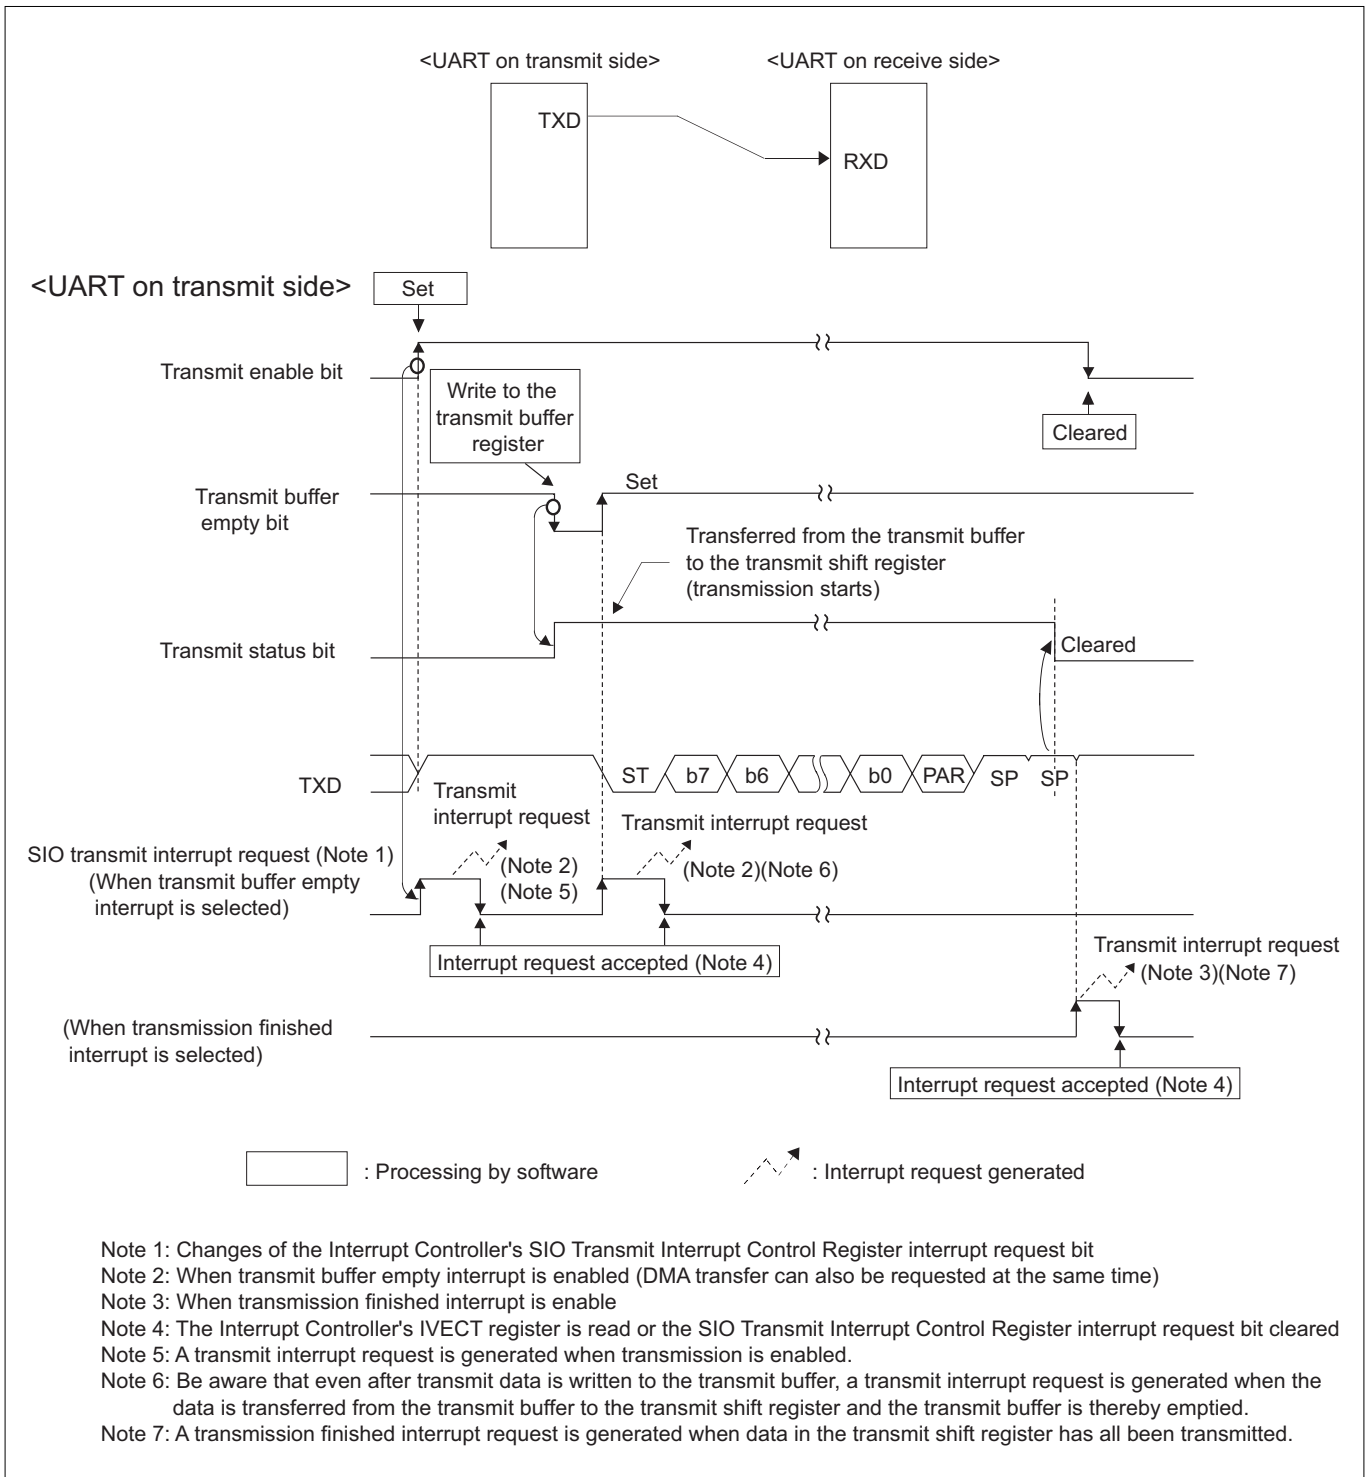 <UART on transmit side>
<UART on receive side>
TXD
RXD
<UART on transmit side>
Set
Transmit enable bit
Write to the
transmit buffer
register
Cleared
Transmit buffer
empty bit
Set
Transferred from the transmit buffer
to the transmit shift register
(transmission starts)
Transmit status bit
Cleared
TXD
ST b7 b6 b0 PAR SP SP
Transmit
interrupt request
Transmit interrupt request
SIO transmit interrupt request (Note 1)
(When transmit buffer empty
interrupt is selected)
(Note 2)
(Note 5)
(Note 2)(Note 6)
Interrupt request accepted (Note 4)
Transmit interrupt request
(Note 3)(Note 7)
(When transmission finished
interrupt is selected)
Interrupt request accepted (Note 4)
: Processing by software
: Interrupt request generated
Note 1: Changes of the Interrupt Controller's SIO Transmit Interrupt Control Register interrupt request bit
Note 2: When transmit buffer empty interrupt is enabled (DMA transfer can also be requested at the same time)
Note 3: When transmission finished interrupt is enable
Note 4: The Interrupt Controller's IVECT register is read or the SIO Transmit Interrupt Control Register interrupt request bit cleared
Note 5: A transmit interrupt request is generated when transmission is enabled.
Note 6: Be aware that even after transmit data is written to the transmit buffer, a transmit interrupt request is generated when the
data is transferred from the transmit buffer to the transmit shift register and the transmit buffer is thereby emptied.
Note 7: A transmission finished interrupt request is generated when data in the transmit shift register has all been transmitted.